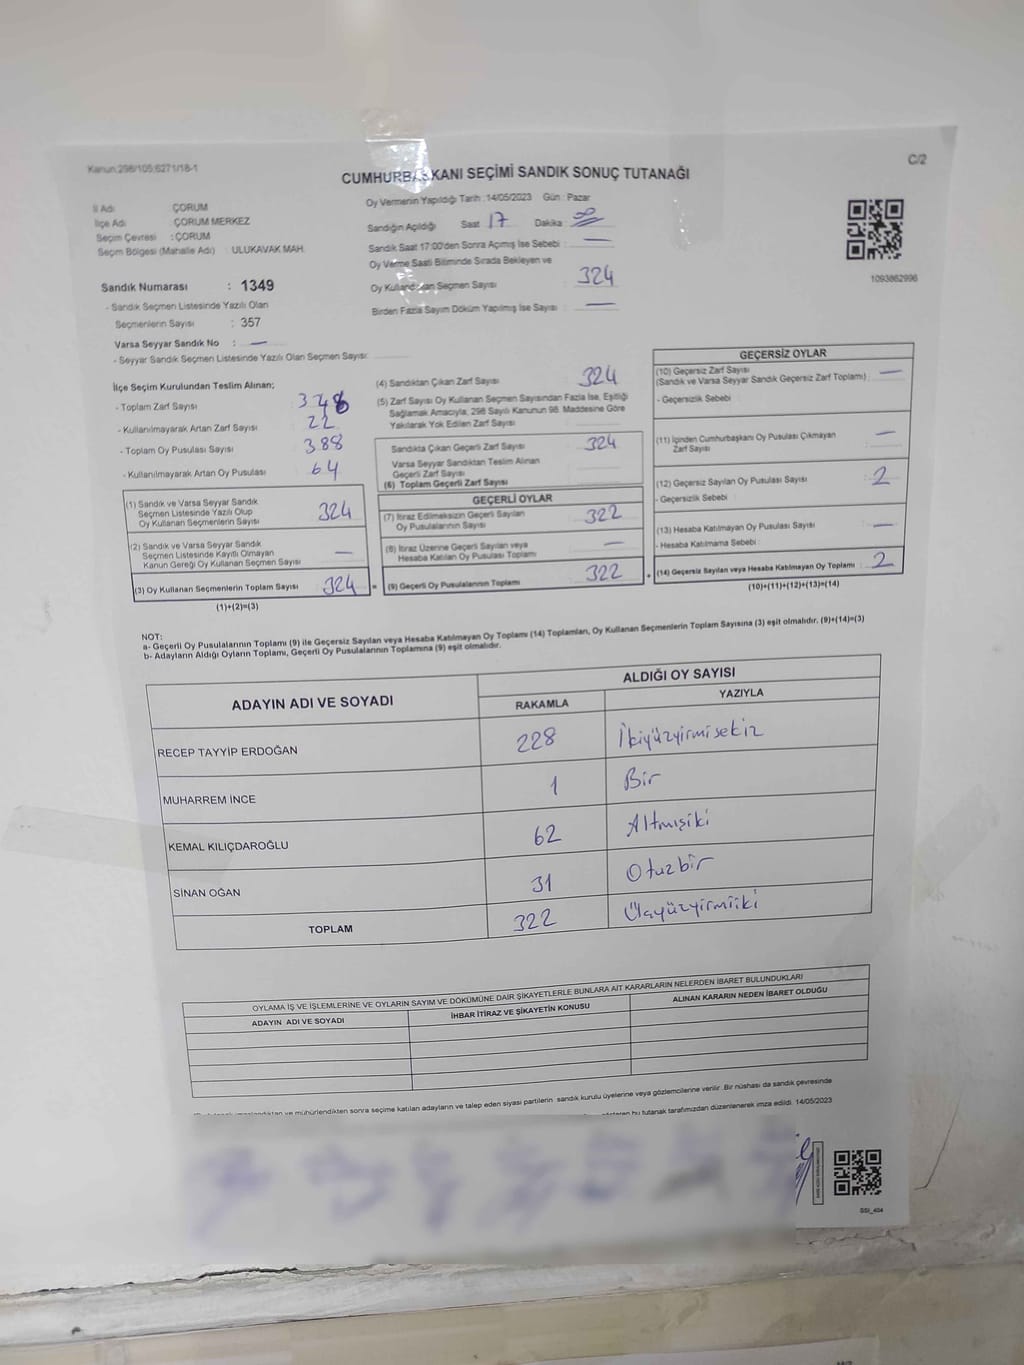 Kanun:298/105;6271/18-1
C/2
CUMHURBAŞKANI SEÇİMİ SANDIK SONUÇ TUTANAĞI
Oy Vermenin Yapıldığı Tarih :14/05/2023 Gün : Pazar
İl Adı : ÇORUM
İlçe Adı : ÇORUM MERKEZ
Seçim Çevresi : ÇORUM
Seçim Bölgesi (Mahalle Adı) : ULUKAVAK MAH.
Sandığın Açıldığı Saat 17 Dakika : 00
Sandık Saat 17:00'den Sonra Açımış İse Sebebi : —
Oy Verme Saati Bitiminde Sırada Bekleyen ve
Oy Kullandırılan Seçmen Sayısı : 324
Birden Fazla Sayım Döküm Yapılmış İse Sayısı : —
1093862996
Sandık Numarası : 1349
- Sandık Seçmen Listesinde Yazılı Olan
Seçmenlerin Sayısı : 357
Varsa Seyyar Sandık No : —
- Seyyar Sandık Seçmen Listesinde Yazılı Olan Seçmen Sayısı:
İlçe Seçim Kurulundan Teslim Alınan;
- Toplam Zarf Sayısı 346
- Kullanılmayarak Artan Zarf Sayısı 22
- Toplam Oy Pusulası Sayısı 388
- Kullanılmayarak Artan Oy Pusulası 64
(1) Sandık ve Varsa Seyyar Sandık
Seçmen Listesinde Yazılı Olup
Oy Kullanan Seçmenlerin Sayısı 324
(2) Sandık ve Varsa Seyyar Sandık
Seçmen Listesinde Kayıtlı Olmayan
Kanun Gereği Oy Kullanan Seçmen Sayısı —
(3) Oy Kullanan Seçmenlerin Toplam Sayısı 324 =
(1)+(2)=(3)
(4) Sandıktan Çıkan Zarf Sayısı 324
(5) Zarf Sayısı Oy Kullanan Seçmen Sayısından Fazla İse, Eşitliği
Sağlamak Amacıyla, 298 Sayılı Kanunun 98. Maddesine Göre
Yakılarak Yok Edilen Zarf Sayısı :
Sandıkta Çıkan Geçerli Zarf Sayısı 324
Varsa Seyyar Sandıktan Teslim Alınan
Geçerli Zarf Sayısı
(6) Toplam Geçerli Zarf Sayısı
GEÇERLİ OYLAR
(7) İtiraz Edilmeksizin Geçerli Sayılan
Oy Pusulalarının Sayısı 322
(8) İtiraz Üzerine Geçerli Sayılan veya
Hesaba Katılan Oy Pusulası Toplamı —
(9) Geçerli Oy Pusulalarının Toplamı 322 +
GEÇERSİZ OYLAR
(10) Geçersiz Zarf Sayısı
(Sandık ve Varsa Seyyar Sandık Geçersiz Zarf Toplamı) : —
- Geçersizlik Sebebi
(11) İçinden Cumhurbaşkanı Oy Pusulası Çıkmayan
Zarf Sayısı —
(12) Geçersiz Sayılan Oy Pusulası Sayısı : 2
- Geçersizlik Sebebi
(13) Hesaba Katılmayan Oy Pusulası Sayısı : —
- Hesaba Katılmama Sebebi :
(14) Geçersiz Sayılan veya Hesaba Katılmayan Oy Toplamı : 2
(10)+(11)+(12)+(13)=(14)
NOT:
a- Geçerli Oy Pusulalarının Toplamı (9) ile Geçersiz Sayılan veya Hesaba Katılmayan Oy Toplamı (14) Toplamları, Oy Kullanan Seçmenlerin Toplam Sayısına (3) eşit olmalıdır. (9)+(14)=(3)
b- Adayların Aldığı Oyların Toplamı, Geçerli Oy Pusulalarının Toplamına (9) eşit olmalıdır.
ADAYIN ADI VE SOYADI ALDIĞI OY SAYISI
RAKAMLA YAZIYLA
RECEP TAYYİP ERDOĞAN 228 İkiyüzyirmisekiz
MUHARREM İNCE 1 Bir
KEMAL KILIÇDAROĞLU 62 Altmışiki
SİNAN OĞAN 31 Otuzbir
TOPLAM 322 Üçyüzyirmiiki
OYLAMA İŞ VE İŞLEMLERİNE VE OYLARIN SAYIM VE DÖKÜMÜNE DAİR ŞİKAYETLERLE BUNLARA AİT KARARLARIN NELERDEN İBARET BULUNDUKLARI
ADAYIN ADI VE SOYADI İHBAR İTİRAZ VE ŞİKAYETİN KONUSU ALINAN KARARIN NEDEN İBARET OLDUĞU
ve mühürlendikten sonra seçime katılan adayların ve talep eden siyasi partilerin sandık kurulu üyelerine veya gözlemcilerine verilir. Bir nüshası da sandık çevresinde
bu tutanak tarafımızdan düzenlenerek imza edildi. 14/05/2023
SSI_404